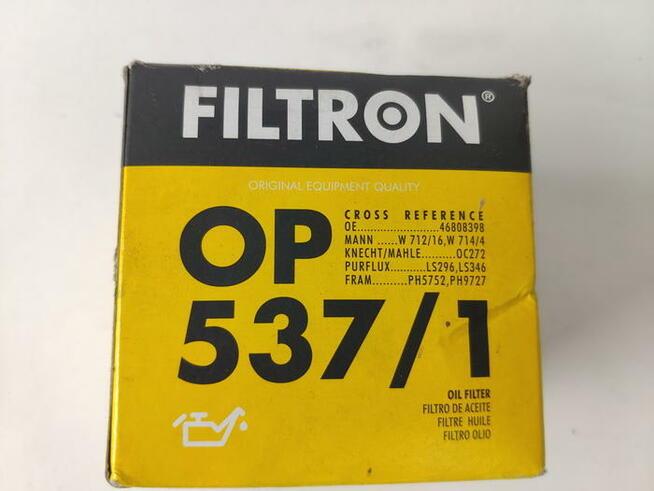 FILTRON®
ORIGINAL EQUIPMENT QUALITY
OP
537/1
CROSS REFERENCE
OE....................46808398
MANN ......W 712/16,W 714/4
KNECHT/MAHLE..........OC272
PURFLUX..........LS296,LS346
FRAM..........PH5752,PH9727
OIL FILTER
FILTRO DE ACEITE
FILTRE HUILE
FILTRO OLIO